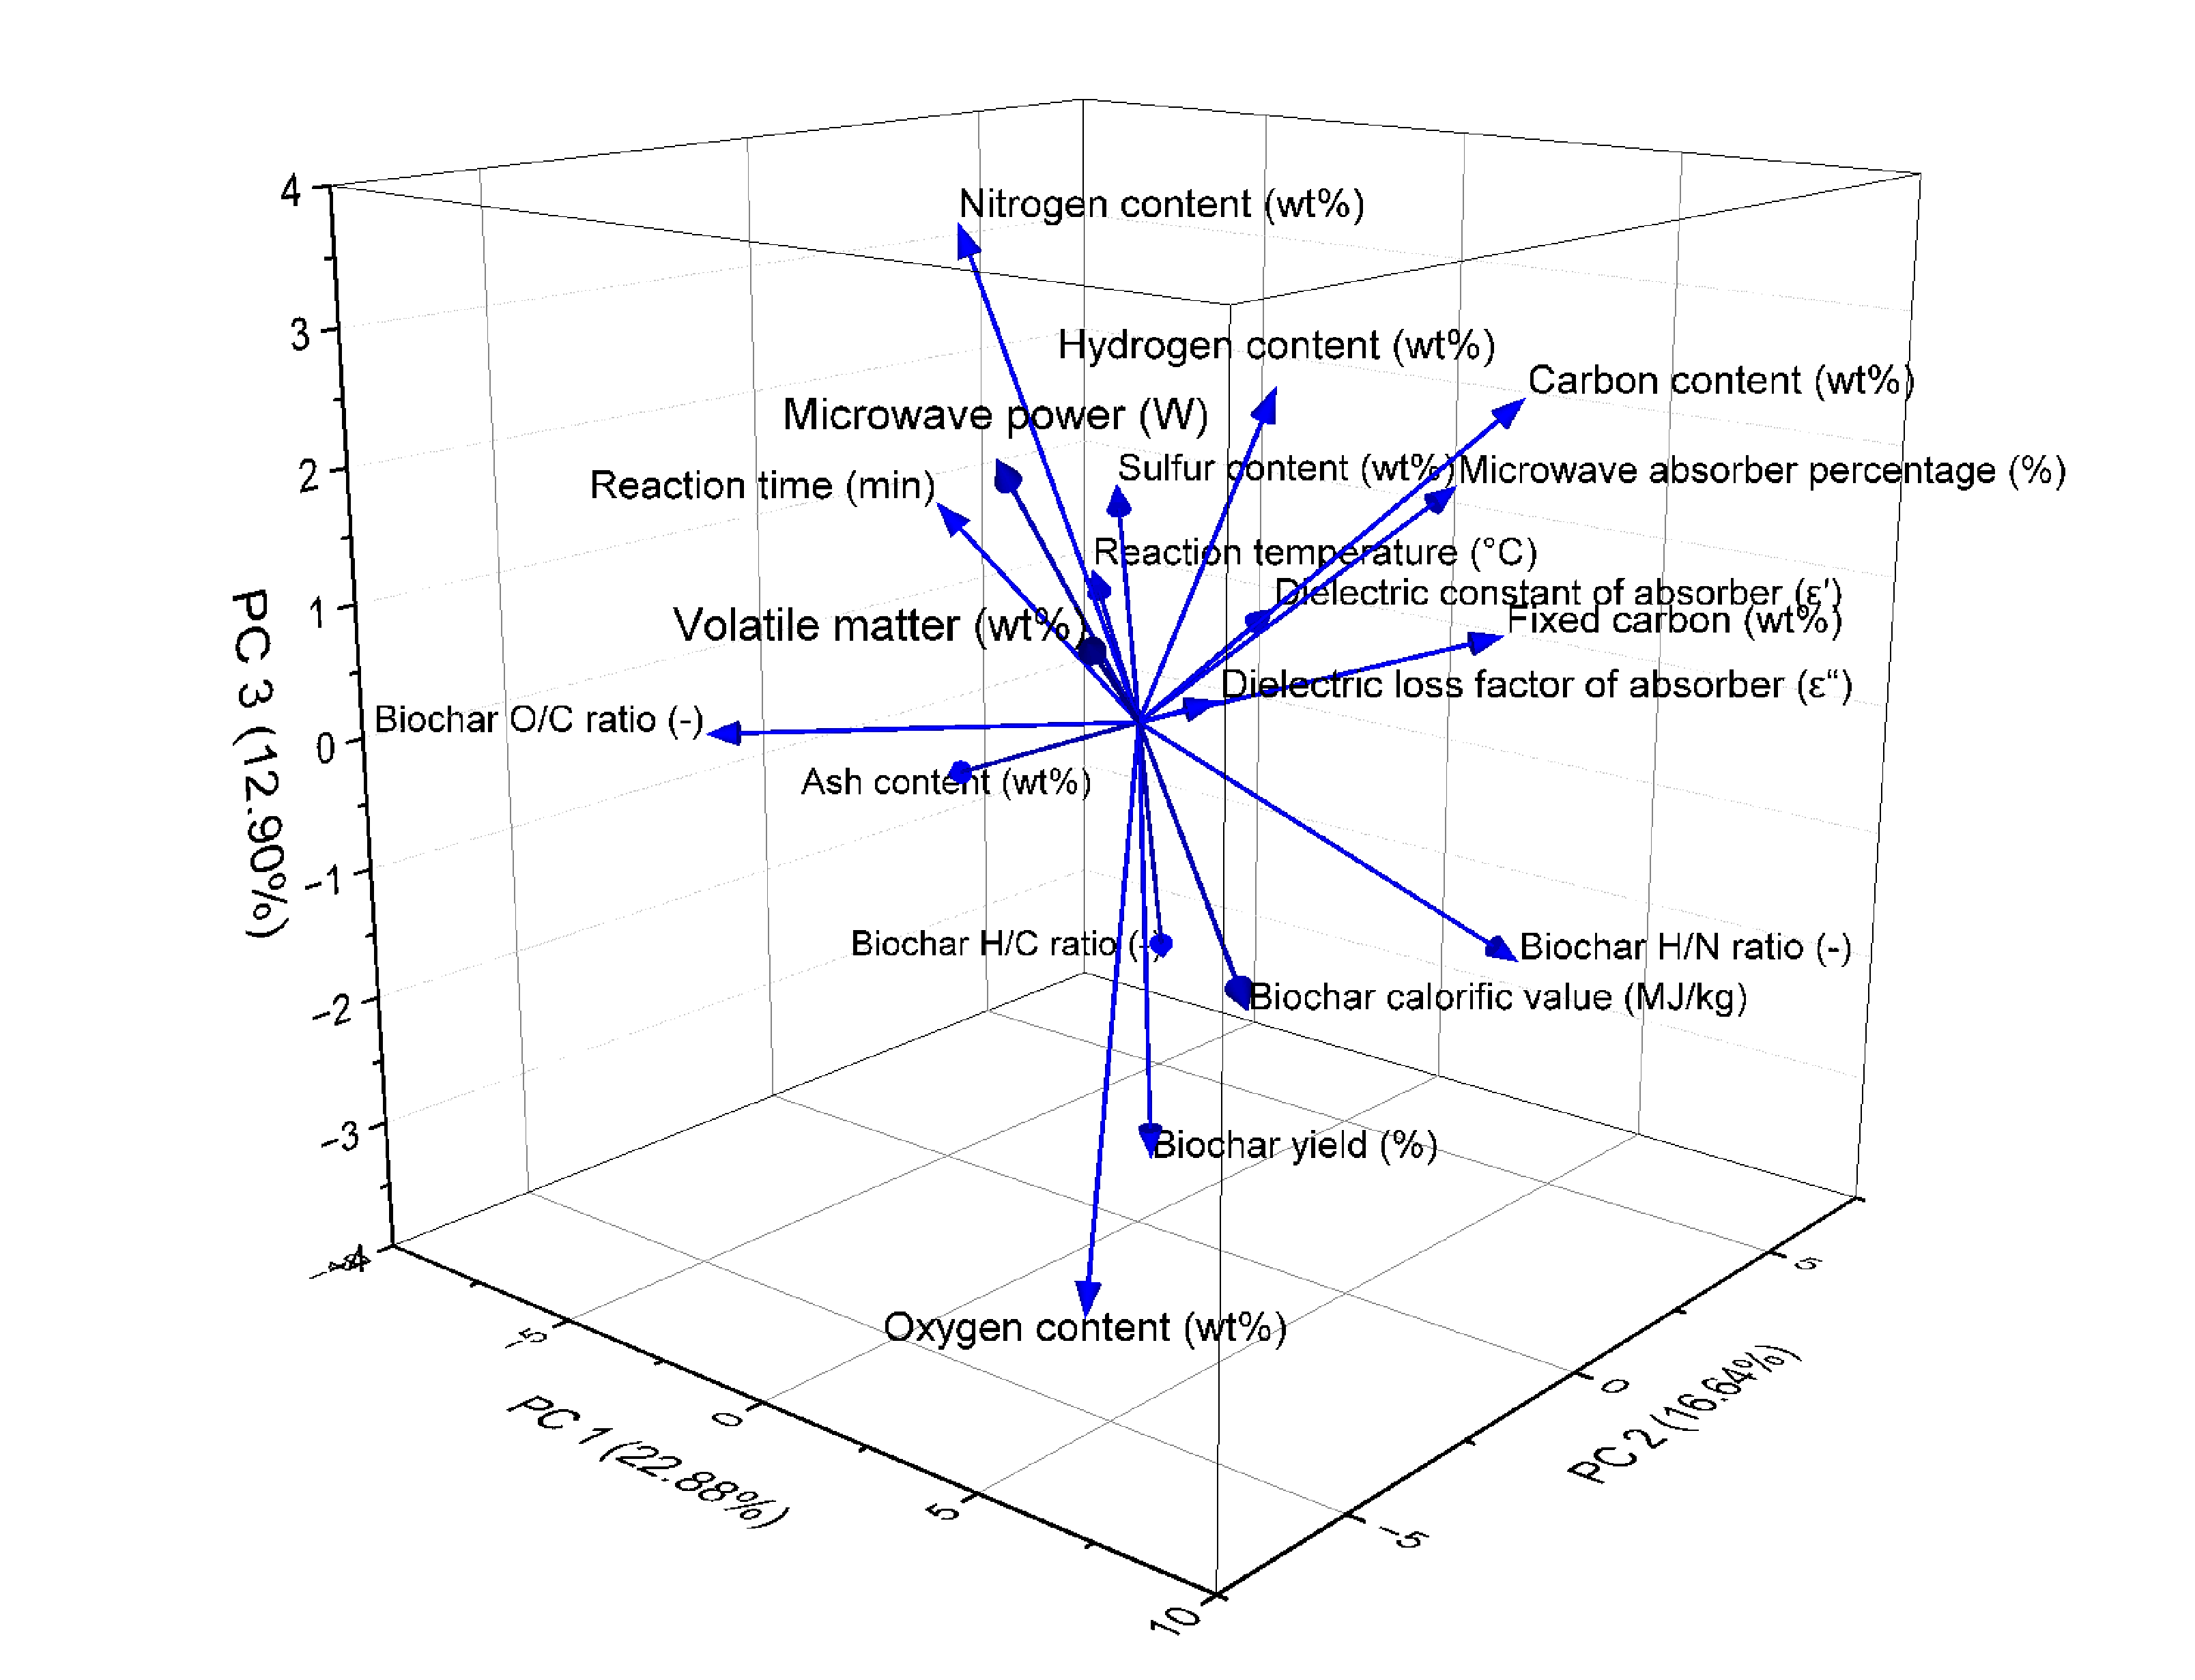 4
Nitrogen content (wt%)
3
Hydrogen content (wt%)
Carbon content (wt%)
Microwave power (W)
2
Sulfur content (wt%)
Microwave absorber percentage (%)
Reaction time (min)
Reaction temperature (°C)
Dielectric constant of absorber (ε')
1
Volatile matter (wt%)
Fixed carbon (wt%)
Dielectric loss factor of absorber (ε“)
Biochar O/C ratio (-)
0
PC 3 (12.90%)
Ash content (wt%)
−1
Biochar H/C ratio (-)
Biochar H/N ratio (-)
−2
Biochar calorific value (MJ/kg)
−3
Biochar yield (%)
5
Oxygen content (wt%)
−5
0
0
PC 1 (22.88%)
PC 2 (16.64%)
5
−5
10